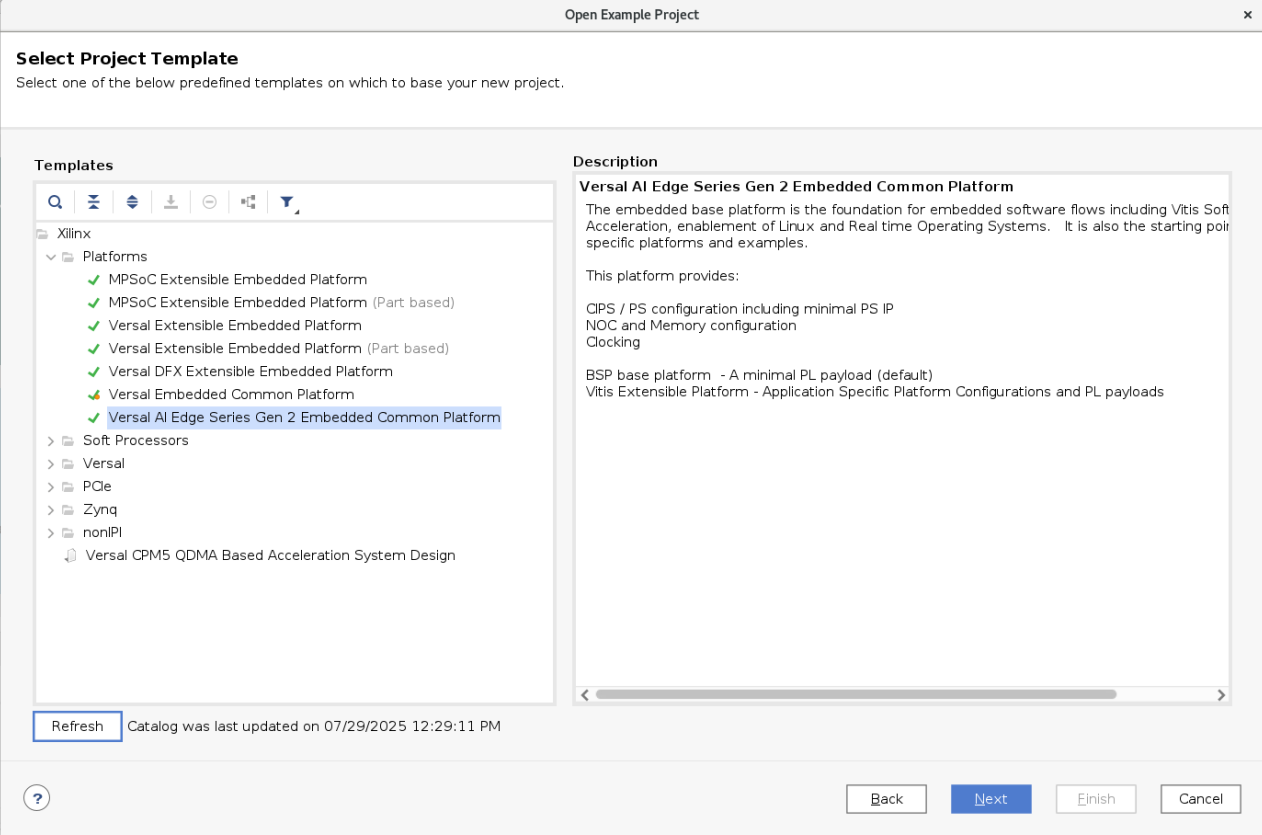 Open Example Project
×
Select Project Template
Select one of the below predefined templates on which to base your new project.
Templates
Xilinx
Platforms
MPSoC Extensible Embedded Platform
MPSoC Extensible Embedded Platform (Part based)
Versal Extensible Embedded Platform
Versal Extensible Embedded Platform (Part based)
Versal DFX Extensible Embedded Platform
Versal Embedded Common Platform
Versal AI Edge Series Gen 2 Embedded Common Platform
Soft Processors
Versal
PCIe
Zynq
nonIPI
Versal CPM5 QDMA Based Acceleration System Design
Refresh Catalog was last updated on 07/29/2025 12:29:11 PM
Description
Versal AI Edge Series Gen 2 Embedded Common Platform
The embedded base platform is the foundation for embedded software flows including Vitis Soft
Acceleration, enablement of Linux and Real time Operating Systems. It is also the starting poi
specific platforms and examples.
This platform provides:
CIPS / PS configuration including minimal PS IP
NOC and Memory configuration
Clocking
BSP base platform - A minimal PL payload (default)
Vitis Extensible Platform - Application Specific Platform Configurations and PL payloads
?
Back
Next
Finish
Cancel